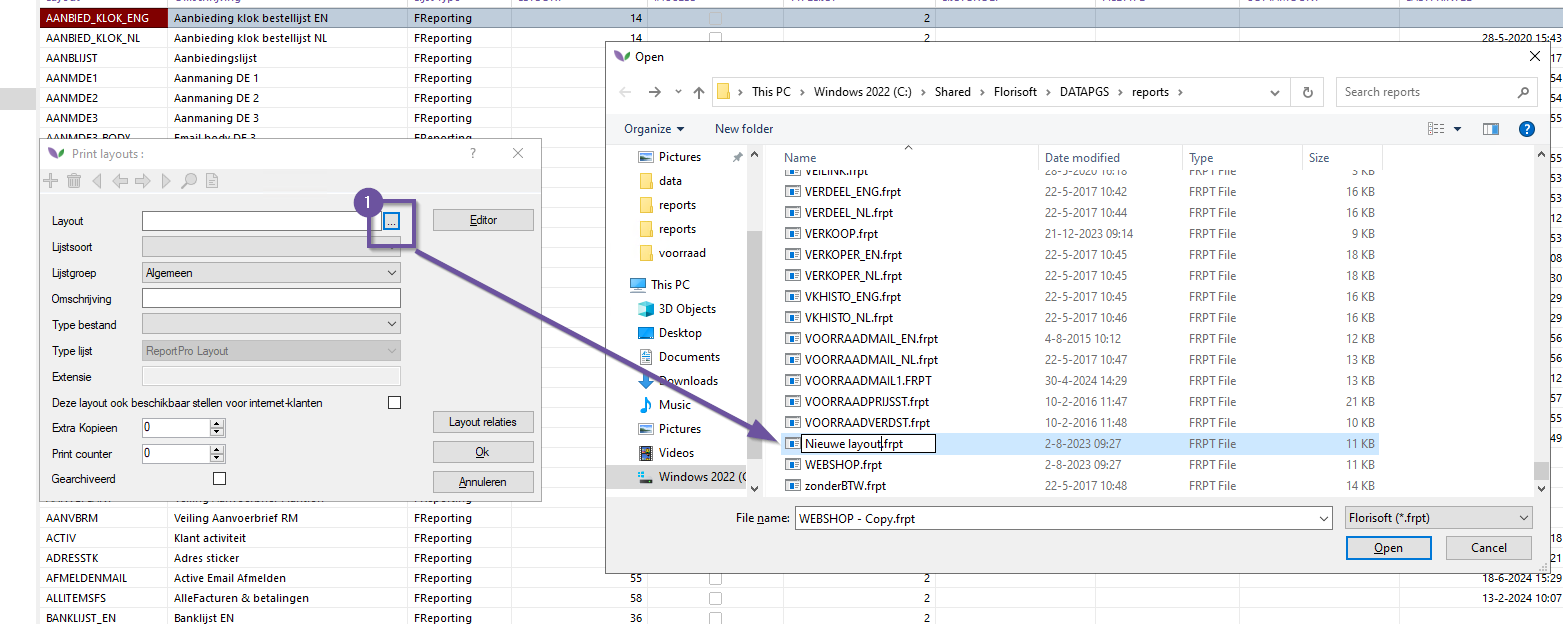 AANBIED_KLOK_ENG Aanbieding klok bestellijst EN FReporting 14 2
AANBIED_KLOK_NL Aanbieding klok bestellijst NL FReporting 14 2 28-5-2020 15:43
AANBLIJST Aanbiedingslijst FReporting
AANMDE1 Aanmaning DE 1 FReporting
AANMDE2 Aanmaning DE 2 FReporting
AANMDE3 Aanmaning DE 3 FReporting
AANMDE3_BODY Email body DE 3 FReporting
Print layouts :
?
1
Layout
...
Editor
Lijstsoort
Lijstgroep Algemeen
Omschrijving
Type bestand
Type lijst ReportPro Layout
Extensie
Deze layout ook beschikbaar stellen voor internet-klanten
Extra Kopieen 0
Layout relaties
Print counter 0
Ok
Gearchiveerd
Annuleren
Open
This PC > Windows 2022 (C:) > Shared > Florisoft > DATAPGS > reports >
Search reports
Organize
New folder
?
Pictures
data
reports
reports
voorraad
This PC
3D Objects
Desktop
Documents
Downloads
Music
Pictures
Videos
Windows 2022 (C
Name Date modified Type Size
VEILINK.frpt 28-5-2020 10:18 FRPT File 5 KB
VERDEEL_ENG.frpt 22-5-2017 10:42 FRPT File 16 KB
VERDEEL_NL.frpt 22-5-2017 10:44 FRPT File 16 KB
VERKOOP.frpt 21-12-2023 09:14 FRPT File 9 KB
VERKOPER_EN.frpt 22-5-2017 10:45 FRPT File 18 KB
VERKOPER_NL.frpt 22-5-2017 10:45 FRPT File 18 KB
VKHISTO_ENG.frpt 22-5-2017 10:45 FRPT File 16 KB
VKHISTO_NL.frpt 22-5-2017 10:46 FRPT File 16 KB
VOORRAADMAIL_EN.frpt 4-8-2015 10:12 FRPT File 12 KB
VOORRAADMAIL_NL.frpt 22-5-2017 10:47 FRPT File 13 KB
VOORRAADMAIL1.FRPT 30-4-2024 14:29 FRPT File 13 KB
VOORRAADPRIJSST.frpt 10-2-2016 11:47 FRPT File 21 KB
VOORRAADVERDST.frpt 10-2-2016 11:48 FRPT File 10 KB
Nieuwe layout.frpt 2-8-2023 09:27 FRPT File 11 KB
WEBSHOP.frpt 2-8-2023 09:27 FRPT File 11 KB
zonderBTW.frpt 22-5-2017 10:48 FRPT File 14 KB
File name: WEBSHOP - Copy.frpt
Florisoft (*.frpt)
Open
Cancel
AANVBRM Veiling Aanvoerbrief RM FReporting
ACTIV Klant activiteit FReporting
ADRESSTK Adres sticker FReporting
AFMELDENMAIL Active Email Afmelden FReporting 55 2 18-6-2024 15:29
ALLITEMSFS AlleFacturen & betalingen FReporting 58 2 13-2-2024 10:07
BANKLIJST_EN Banklijst EN FReporting 36 2